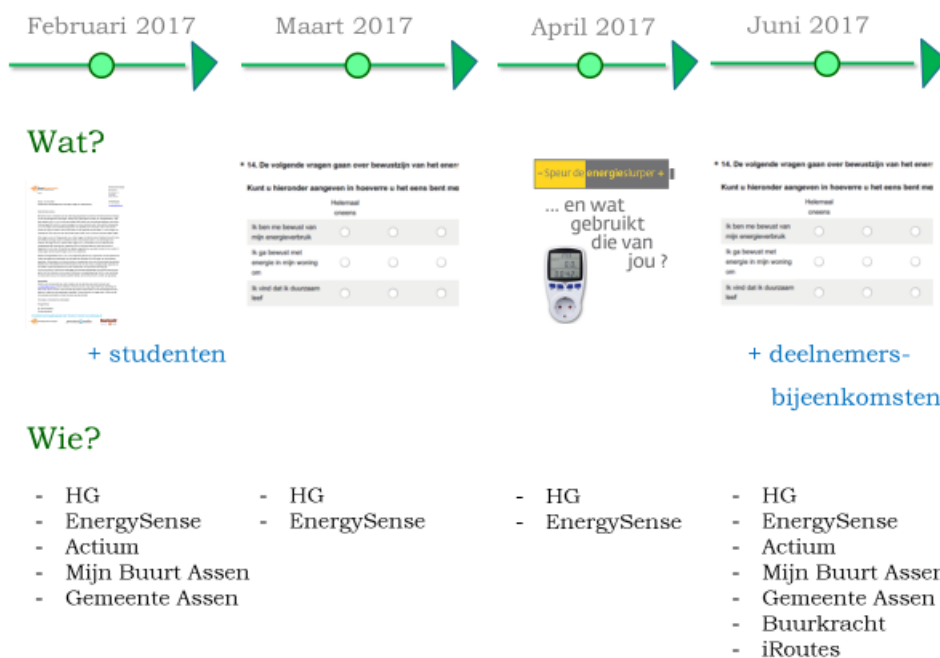 Februari 2017
Maart 2017
April 2017
Juni 2017
Wat?
* 14. De volgende vragen gaan over bewustzijn van het ener
Kunt u hieronder aangeven in hoeverre u het eens bent me
Helemaal
oneens
Ik ben me bewust van
mijn energieverbruik
Ik ga bewust met
energie in mijn woning
om
Ik vind dat ik duurzaam
leef
- Speur de energieslurper +
... en wat
gebruikt
die van
jou ?
* 14. De volgende vragen gaan over bewustzijn van het ener
Kunt u hieronder aangeven in hoeverre u het eens bent me
Helemaal
oneens
Ik ben me bewust van
mijn energieverbruik
Ik ga bewust met
energie in mijn woning
om
Ik vind dat ik duurzaam
leef
+ studenten
+ deelnemers-
bijeenkomsten
Wie?
- HG
- EnergySense
- Actium
- Mijn Buurt Assen
- Gemeente Assen
- HG
- EnergySense
- HG
- EnergySense
- HG
- EnergySense
- Actium
- Mijn Buurt Assen
- Gemeente Assen
- Buurkracht
- iRoutes